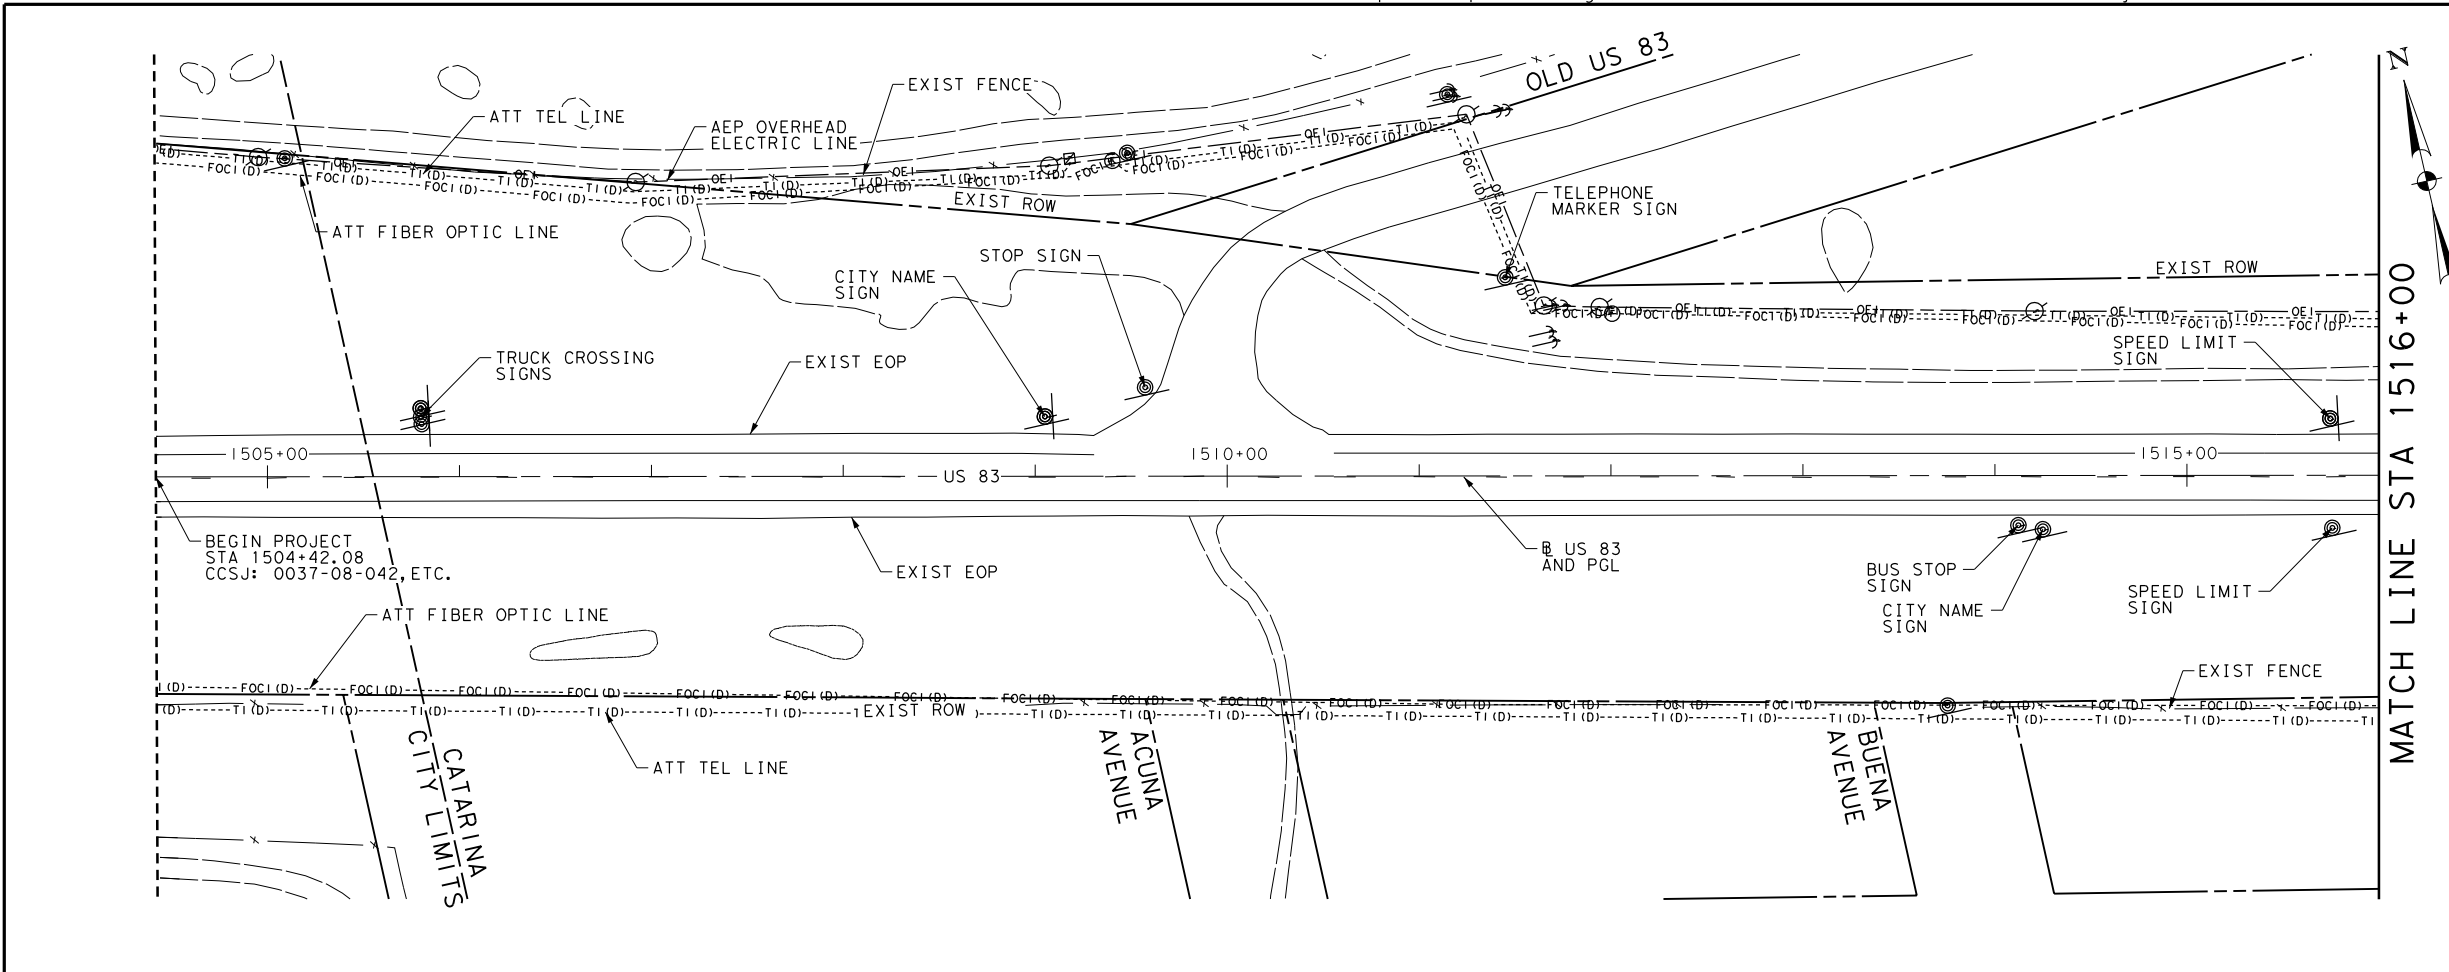 OLD US 83
N
EXIST FENCE
ATT TEL LINE
AEP OVERHEAD
ELECTRIC LINE
TELEPHONE
MARKER SIGN
EXIST ROW
ATT FIBER OPTIC LINE
STOP SIGN
CITY NAME
SIGN
EXIST ROW
SPEED LIMIT
SIGN
TRUCK CROSSING
SIGNS
EXIST EOP
1505+00
1510+00
1515+00
US 83
MATCH LINE STA 1516+00
BEGIN PROJECT
STA 1504+42.08
CCSJ: 0037-08-042,ETC.
EXIST EOP
BL US 83
AND PGL
BUS STOP
SIGN
CITY NAME
SIGN
SPEED LIMIT
SIGN
ATT FIBER OPTIC LINE
EXIST FENCE
EXIST ROW
ATT TEL LINE
CATARINA
CITY LIMITS
ACUNA
AVENUE
BUENA
AVENUE